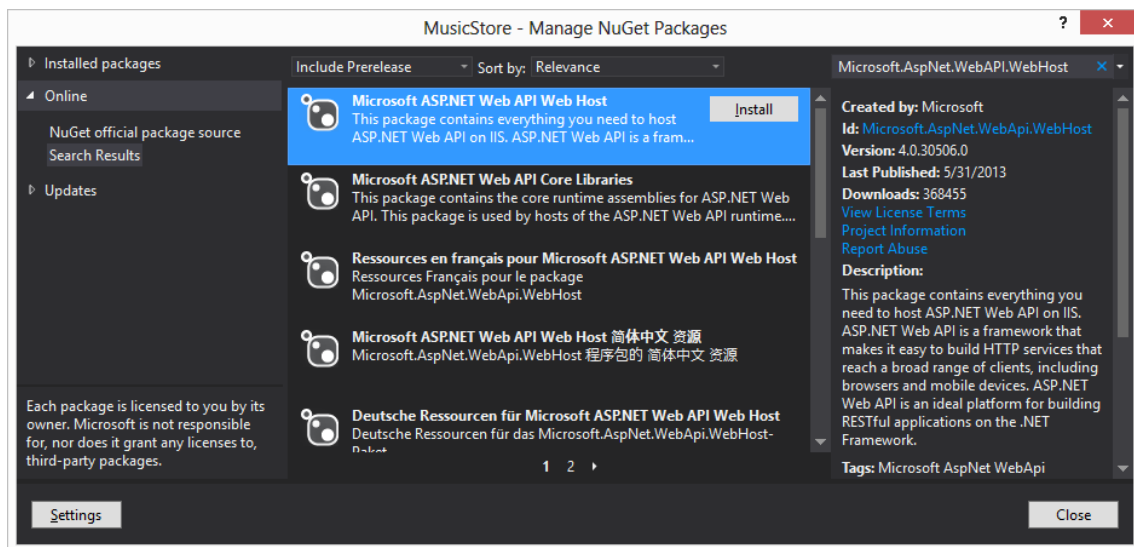 MusicStore - Manage NuGet Packages
?
×
Installed packages
Online
NuGet official package source
Search Results
Updates
Each package is licensed to you by its
owner. Microsoft is not responsible
for, nor does it grant any licenses to,
third-party packages.
Include Prerelease
Sort by: Relevance
Microsoft ASP.NET Web API Web Host
Install
This package contains everything you need to host
ASP.NET Web API on IIS. ASP.NET Web API is a fram...
Microsoft ASP.NET Web API Core Libraries
This package contains the core runtime assemblies for ASP.NET Web
API. This package is used by hosts of the ASP.NET Web API runtime....
Ressources en français pour Microsoft ASP.NET Web API Web Host
Ressources Français pour le package
Microsoft.AspNet.WebApi.WebHost
Microsoft ASP.NET Web API Web Host 简体中文 资源
Microsoft.AspNet.WebApi.WebHost 程序包的 简体中文 资源
Deutsche Ressourcen für Microsoft ASP.NET Web API Web Host
Deutsche Ressourcen für das Microsoft.AspNet.WebApi.WebHost-
Paket
1 2
Microsoft.AspNet.WebAPI.WebHost ×
Created by: Microsoft
Id: Microsoft.AspNet.WebApi.WebHost
Version: 4.0.30506.0
Last Published: 5/31/2013
Downloads: 368455
View License Terms
Project Information
Report Abuse
Description:
This package contains everything you
need to host ASP.NET Web API on IIS.
ASP.NET Web API is a framework that
makes it easy to build HTTP services that
reach a broad range of clients, including
browsers and mobile devices. ASP.NET
Web API is an ideal platform for building
RESTful applications on the .NET
Framework.
Tags: Microsoft AspNet WebApi
Settings
Close